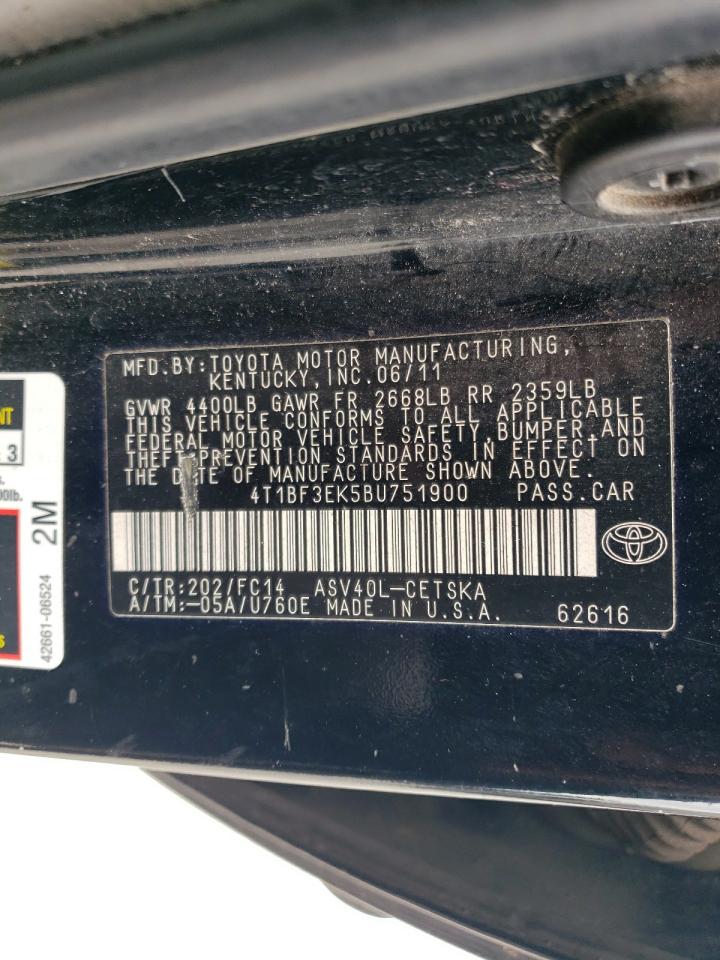 MFD.BY:TOYOTA MOTOR MANUFACTURING,
KENTUCKY,INC.06/11
GVWR 4400LB GAWR FR 2668LB RR 2359LB
THIS VEHICLE CONFORMS TO ALL APPLICABLE
FEDERAL MOTOR VEHICLE SAFETY,BUMPER,AND
THEFT PREVENTION STANDARDS IN EFFECT ON
THE DATE OF MANUFACTURE SHOWN ABOVE.
4T1BF3EK5BU751900 PASS.CAR
C/TR:202/FC14 ASV40L-CETSKA
A/TM:-05A/U760E MADE IN U.S.A. 62616
NT
3
00lb.
S
2M
42661-06524